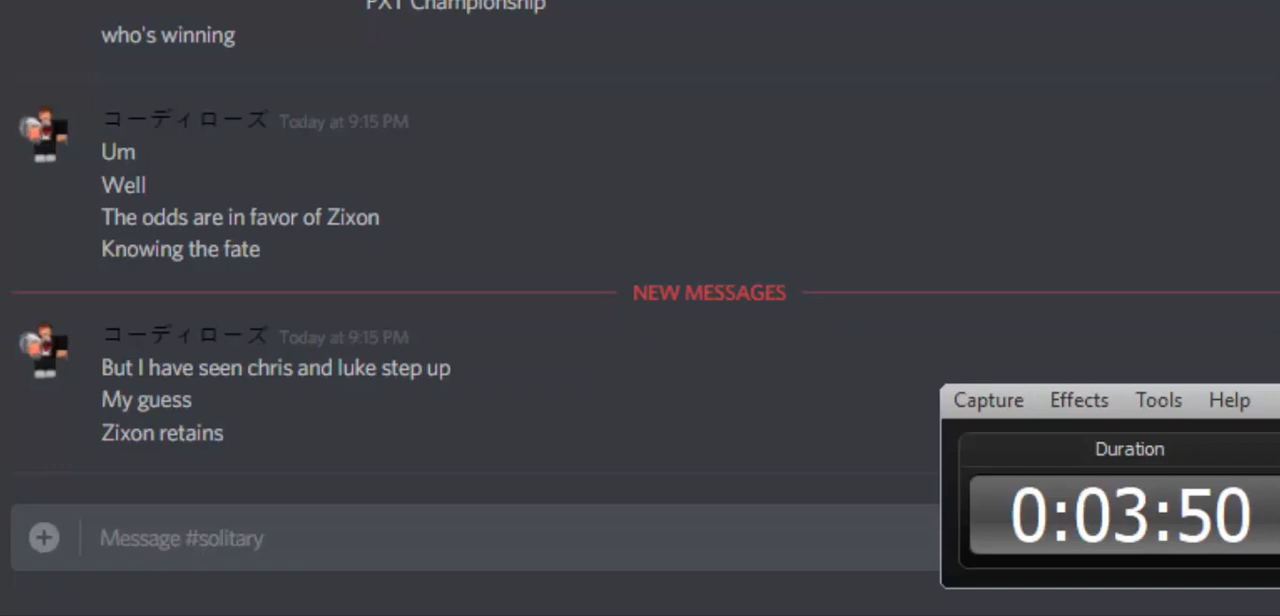 PXT Championship
who's winning
コーディローズ Today at 9:15 PM
Um
Well
The odds are in favor of Zixon
Knowing the fate
NEW MESSAGES
コーディローズ Today at 9:15 PM
But I have seen chris and luke step up
My guess
Zixon retains
Message #solitary
Capture Effects Tools Help
Duration
0:03:50